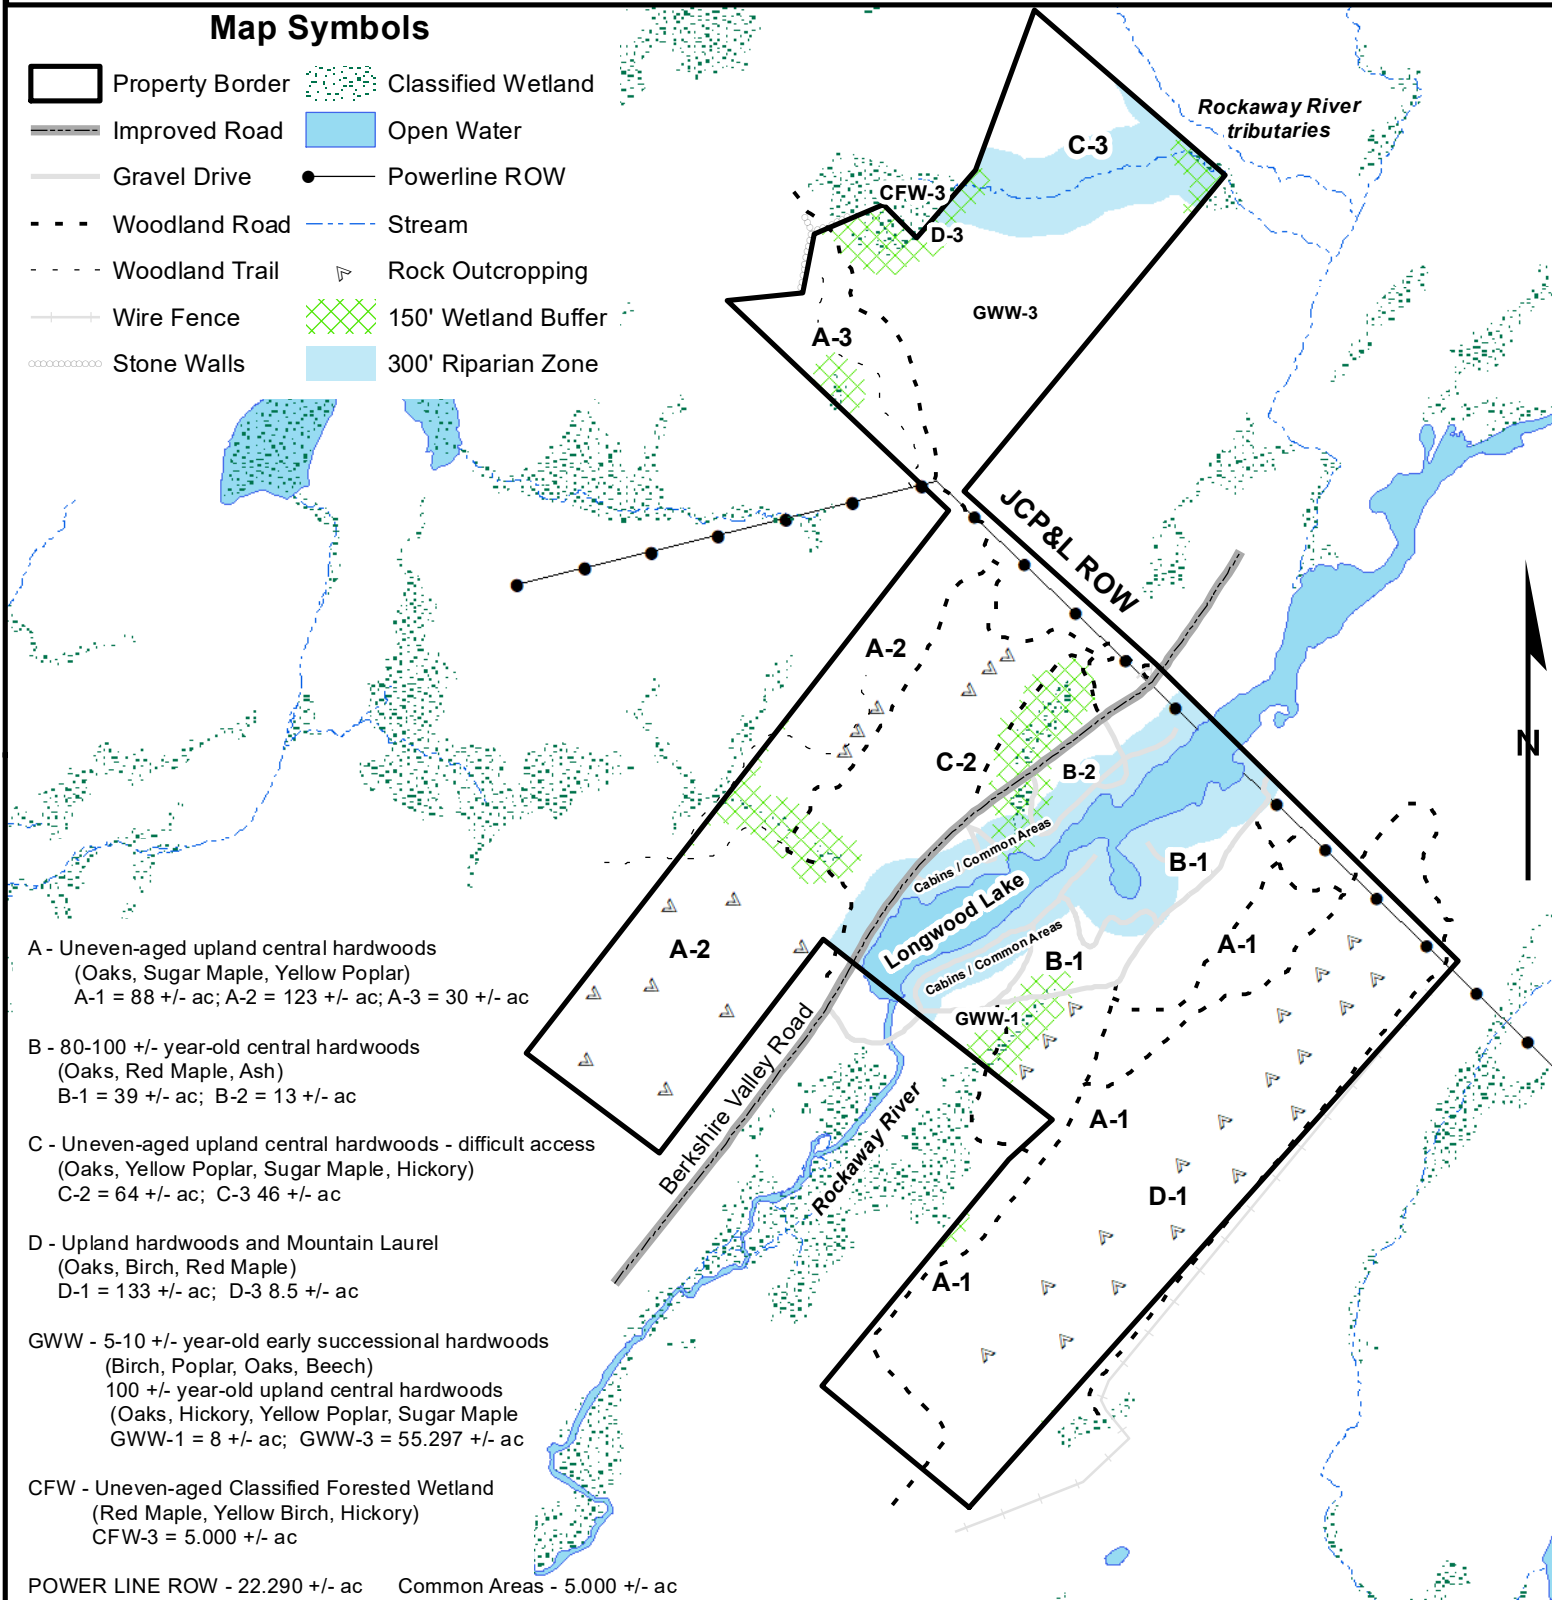 Map Symbols
Property Border
Classified Wetland
Improved Road
Open Water
Gravel Drive
Powerline ROW
Woodland Road
Stream
Woodland Trail
Rock Outcropping
Wire Fence
150' Wetland Buffer
Stone Walls
300' Riparian Zone
Rockaway River
tributaries
C-3
CFW-3
D-3
GWW-3
A-3
JCP&L ROW
A-2
C-2
B-2
N
Cabins / Common Areas
B-1
Longwood Lake
A-2
Cabins / Common Areas
B-1
A-1
GWW-1
Berkshire Valley Road
Rockaway River
A-1
D-1
A-1
A - Uneven-aged upland central hardwoods
(Oaks, Sugar Maple, Yellow Poplar)
A-1 = 88 +/- ac; A-2 = 123 +/- ac; A-3 = 30 +/- ac
B - 80-100 +/- year-old central hardwoods
(Oaks, Red Maple, Ash)
B-1 = 39 +/- ac;  B-2 = 13 +/- ac
C - Uneven-aged upland central hardwoods - difficult access
(Oaks, Yellow Poplar, Sugar Maple, Hickory)
C-2 = 64 +/- ac;  C-3 46 +/- ac
D - Upland hardwoods and Mountain Laurel
(Oaks, Birch, Red Maple)
D-1 = 133 +/- ac;  D-3 8.5 +/- ac
GWW - 5-10 +/- year-old early successional hardwoods
(Birch, Poplar, Oaks, Beech)
100 +/- year-old upland central hardwoods
(Oaks, Hickory, Yellow Poplar, Sugar Maple
GWW-1 = 8 +/- ac;  GWW-3 = 55.297 +/- ac
CFW - Uneven-aged Classified Forested Wetland
(Red Maple, Yellow Birch, Hickory)
CFW-3 = 5.000 +/- ac
POWER LINE ROW - 22.290 +/- ac
Common Areas - 5.000 +/- ac